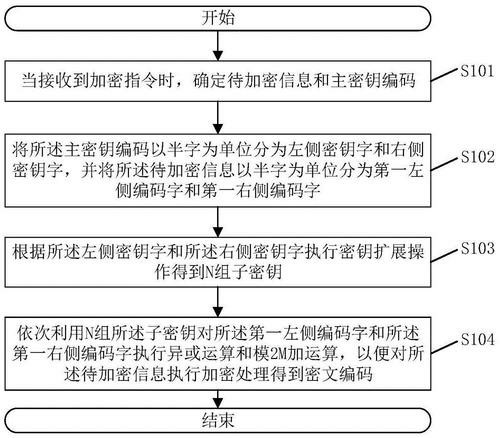 开始
当接收到加密指令时，确定待加密信息和主密钥编码
S101
将所述主密钥编码以半字为单位分为左侧密钥字和右侧
密钥字，并将所述待加密信息以半字为单位分为第一左
侧编码字和第一右侧编码字
S102
根据所述左侧密钥字和所述右侧密钥字执行密钥扩展操
作得到N组子密钥
S103
依次利用N组所述子密钥对所述第一左侧编码字和所述
第一右侧编码字执行异或运算和模2M加运算，以便对所
述待加密信息执行加密处理得到密文编码
S104
结束